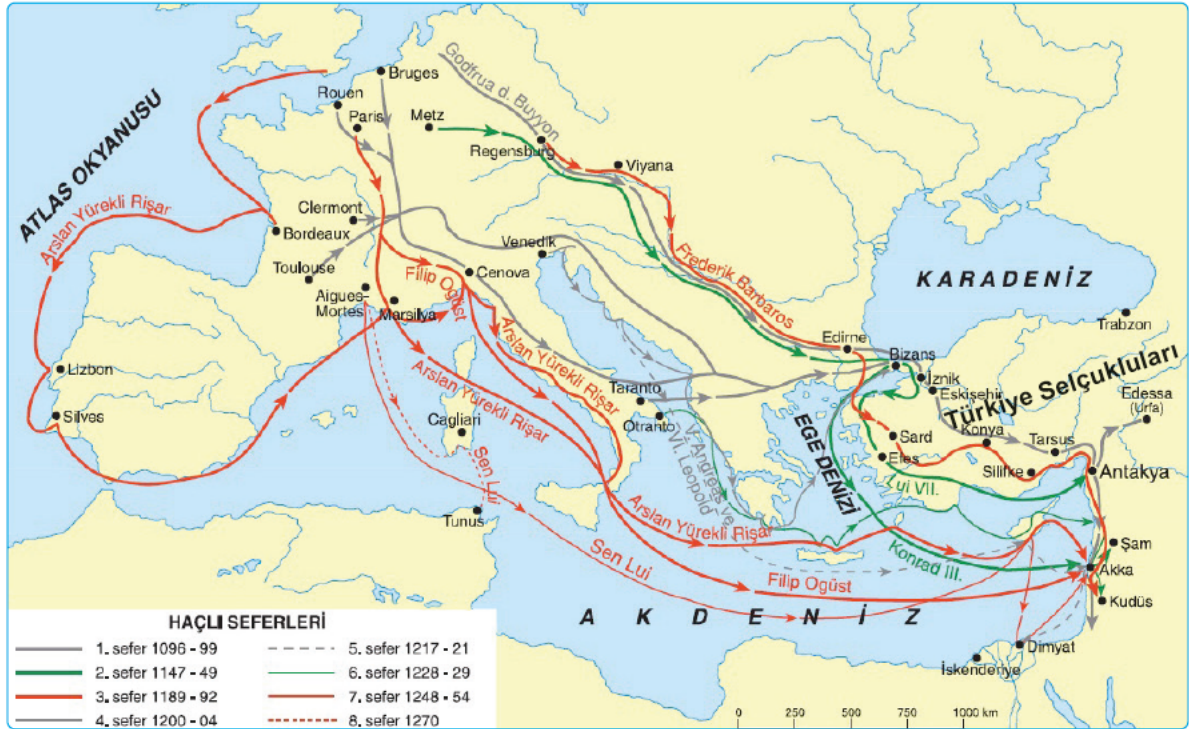 Bruges
Godfrua d. Buyyon
Rouen
Paris
Metz
Regensburg
Viyana
ATLAS OKYANUSU
Arslan Yürekli Rişar
Clermont
Bordeaux
Venedik
Toulouse
Cenova
Filip Ogüst
Frederik Barbaros
KARADENİZ
Aigues-
Mortes
Marsilya
Arslan Yürekli Rişar
Arslan Yürekli Rişar
Edirne
Bizans
Trabzon
Lizbon
Silves
Taranto
Otranto
İznik
Eskişehir
Türkiye Selçukluları
Edessa
(Urfa)
Cagliari
Sen Lui
V. Andreas ve
VI. Leopold
EGE DENİZİ
Sard
Efes
Konya
Tarsus
Silifke
Antakya
Lui VII.
Tunus
Arslan Yürekli Rişar
Sen Lui
Konrad III.
Şam
Akka
Filip Ogüst
Kudüs
AKDENİZ
Dimyat
İskenderiye
HAÇLI SEFERLERİ
1. sefer 1096 - 99
2. sefer 1147 - 49
3. sefer 1189 - 92
4. sefer 1200 - 04
5. sefer 1217 - 21
6. sefer 1228 - 29
7. sefer 1248 - 54
8. sefer 1270
0 250 500 750 1000 km